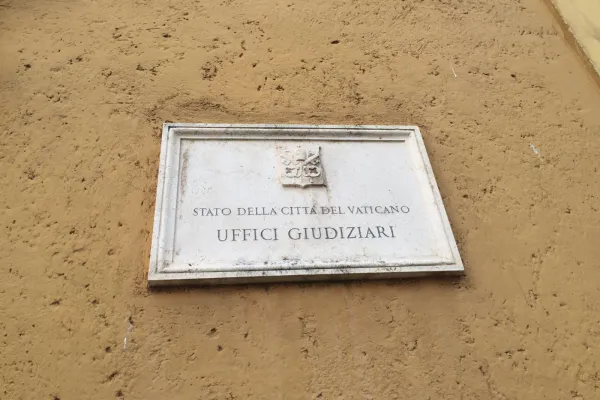 STATO DELLA CITTÀ DEL VATICANO
UFFICI GIUDIZIARI